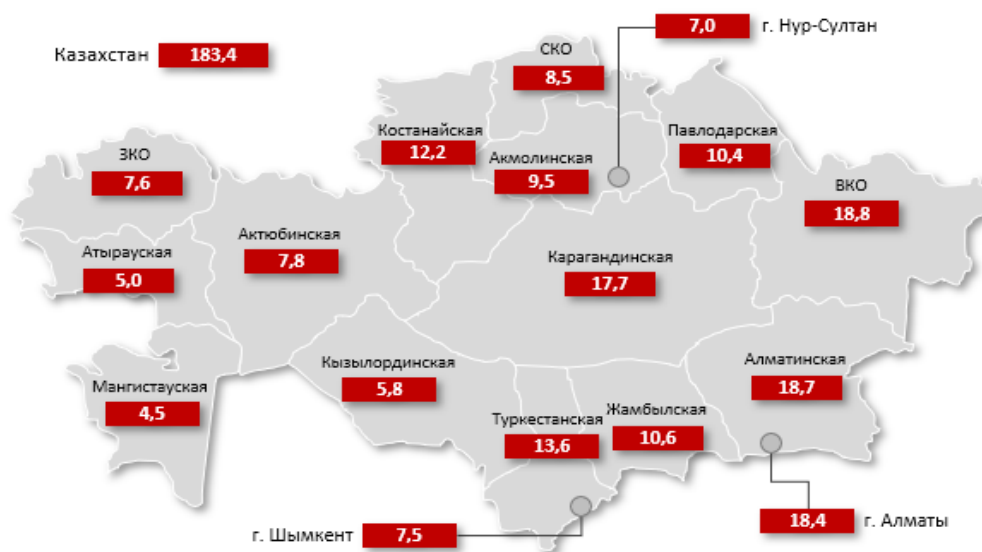 7,0 г. Нур-Султан
Казахстан 183,4
СКО
8,5
Костанайская
12,2
Акмолинская
9,5
Павлодарская
10,4
ЗКО
7,6
ВКО
18,8
Актюбинская
7,8
Атырауская
5,0
Карагандинская
17,7
Кызылординская
5,8
Алматинская
18,7
Мангистауская
4,5
Туркестанская
13,6
Жамбылская
10,6
г. Шымкент 7,5
18,4 г. Алматы